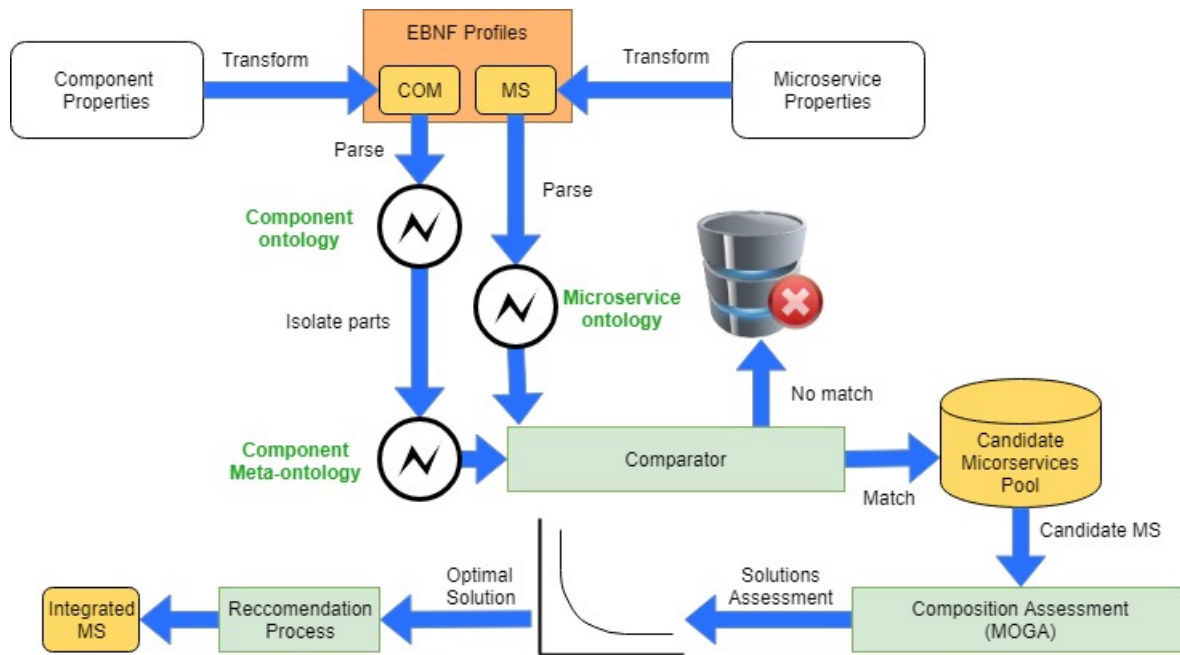 EBNF Profiles
Component
Properties
Transform
COM
MS
Transform
Microservice
Properties
Parse
Parse
Component
ontology
Microservice
ontology
Isolate parts
No match
Component
Meta-ontology
Comparator
Match
Candidate
Micorservices
Pool
Candidate MS
Integrated
MS
Reccomendation
Process
Optimal
Solution
Solutions
Assessment
Composition Assessment
(MOGA)